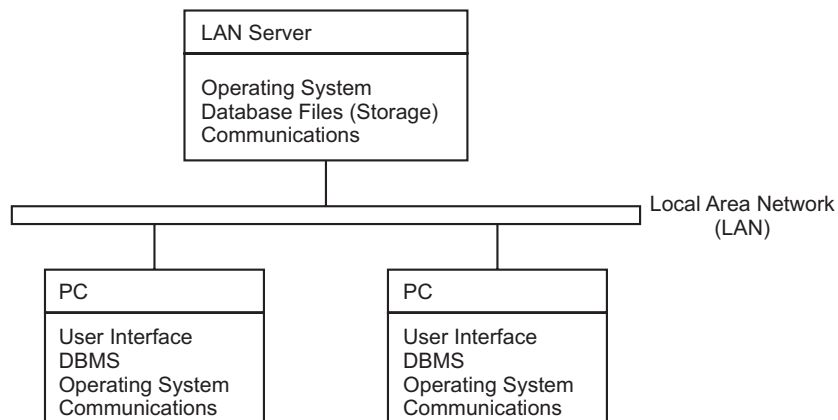 LAN Server
Operating System
Database Files (Storage)
Communications
Local Area Network
(LAN)
PC
User Interface
DBMS
Operating System
Communications
PC
User Interface
DBMS
Operating System
Communications